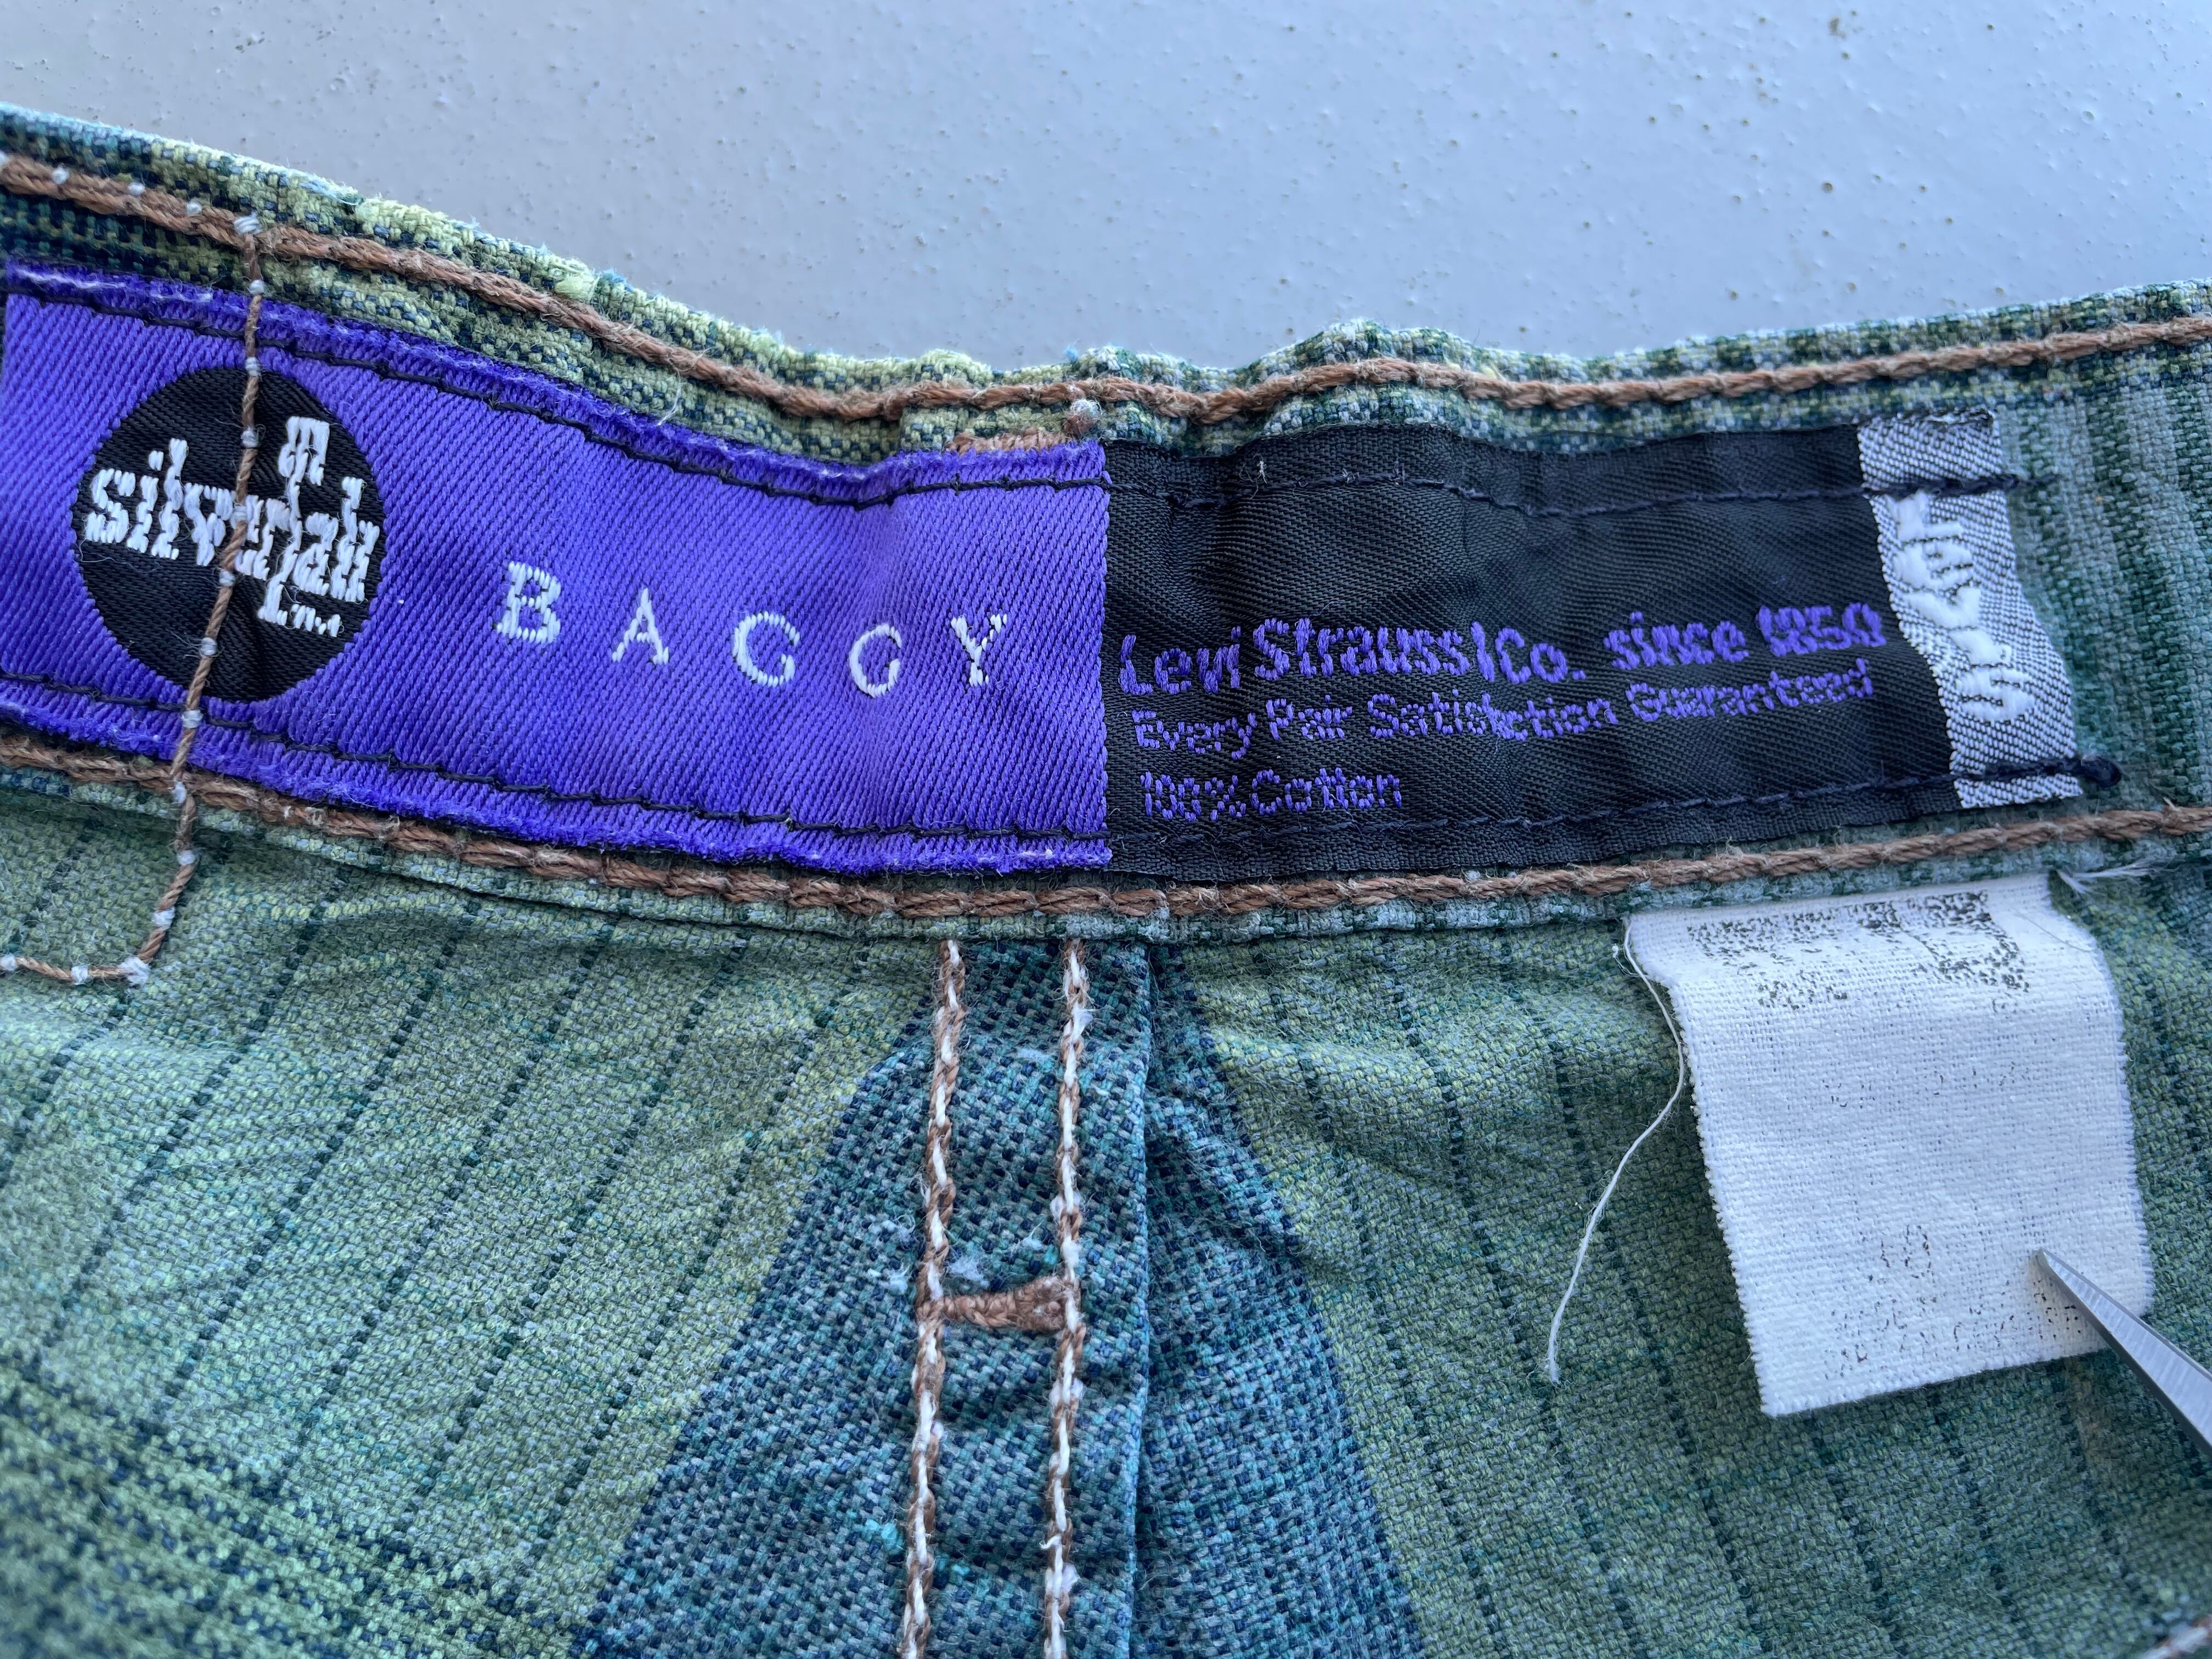 silvertab
BAGGY
Levi Strauss & Co. since 1850
Every Pair Satisfaction Guaranteed
100% Cotton
LEVI'S